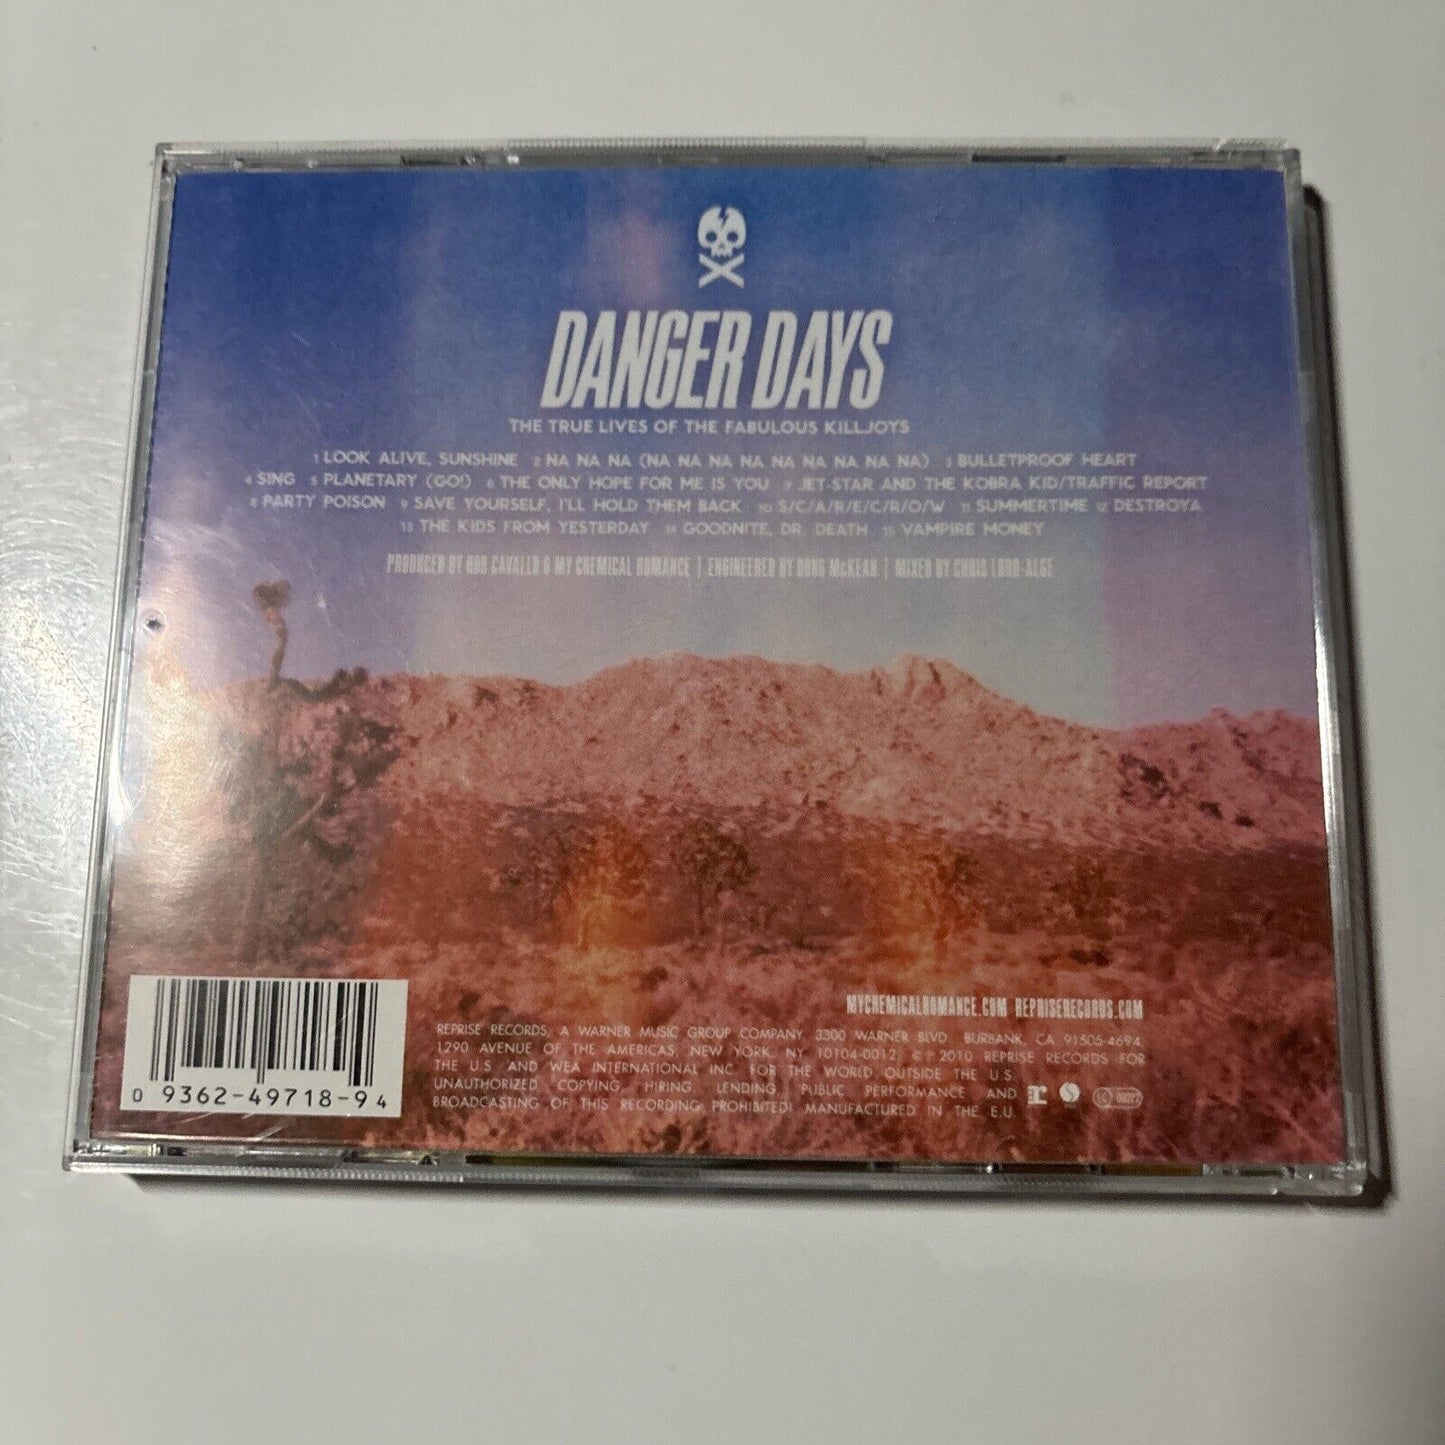 DANGER DAYS
THE TRUE LIVES OF THE FABULOUS KILLJOYS
1 LOOK ALIVE, SUNSHINE 2 NA NA NA (NA NA NA NA NA NA NA NA NA) 3 BULLETPROOF HEART
4 SING 5 PLANETARY (GO!) 6 THE ONLY HOPE FOR ME IS YOU 7 JET-STAR AND THE KOBRA KID/TRAFFIC REPORT
8 PARTY POISON 9 SAVE YOURSELF, I'LL HOLD THEM BACK 10 S/C/A/R/E/C/R/O/W 11 SUMMERTIME 12 DESTROYA
13 THE KIDS FROM YESTERDAY 14 GOODNITE, DR. DEATH 15 VAMPIRE MONEY
PRODUCED BY ROB CAVALLO & MY CHEMICAL ROMANCE | ENGINEERED BY DOUG McKEAN | MIXED BY CHRIS LORD-ALGE
MYCHEMICALROMANCE.COM REPRISERECORDS.COM
REPRISE RECORDS, A WARNER MUSIC GROUP COMPANY. 3300 WARNER BLVD. BURBANK, CA 91505-4694,
1290 AVENUE OF THE AMERICAS, NEW YORK, NY 10104-0012. © ℗ 2010 REPRISE RECORDS FOR
THE U.S. AND WEA INTERNATIONAL INC. FOR THE WORLD OUTSIDE THE U.S.
UNAUTHORIZED COPYING, HIRING, LENDING, PUBLIC PERFORMANCE AND
BROADCASTING OF THIS RECORDING PROHIBITED! MANUFACTURED IN THE E.U.
0 9362-49718-9 4